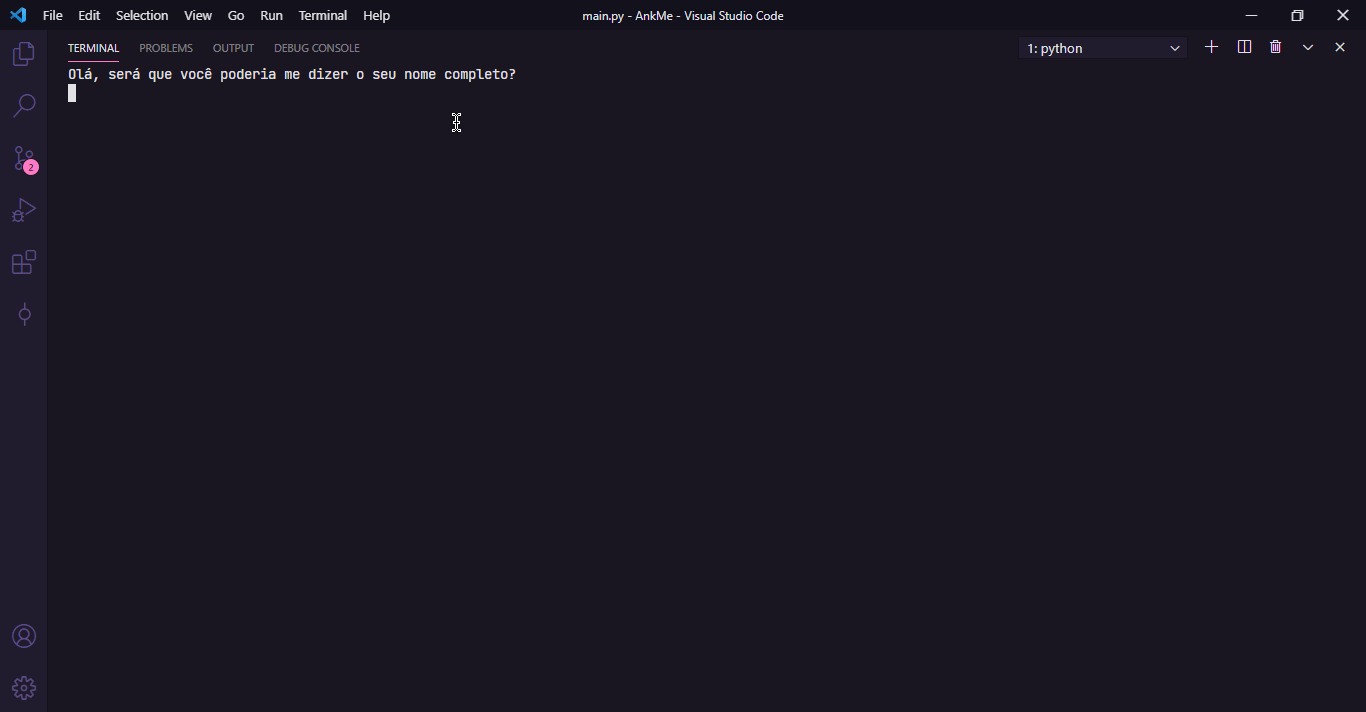 File Edit Selection View Go Run Terminal Help main.py - AnkMe - Visual Studio Code
TERMINAL PROBLEMS OUTPUT DEBUG CONSOLE 1: python
Olá, será que você poderia me dizer o seu nome completo?
2